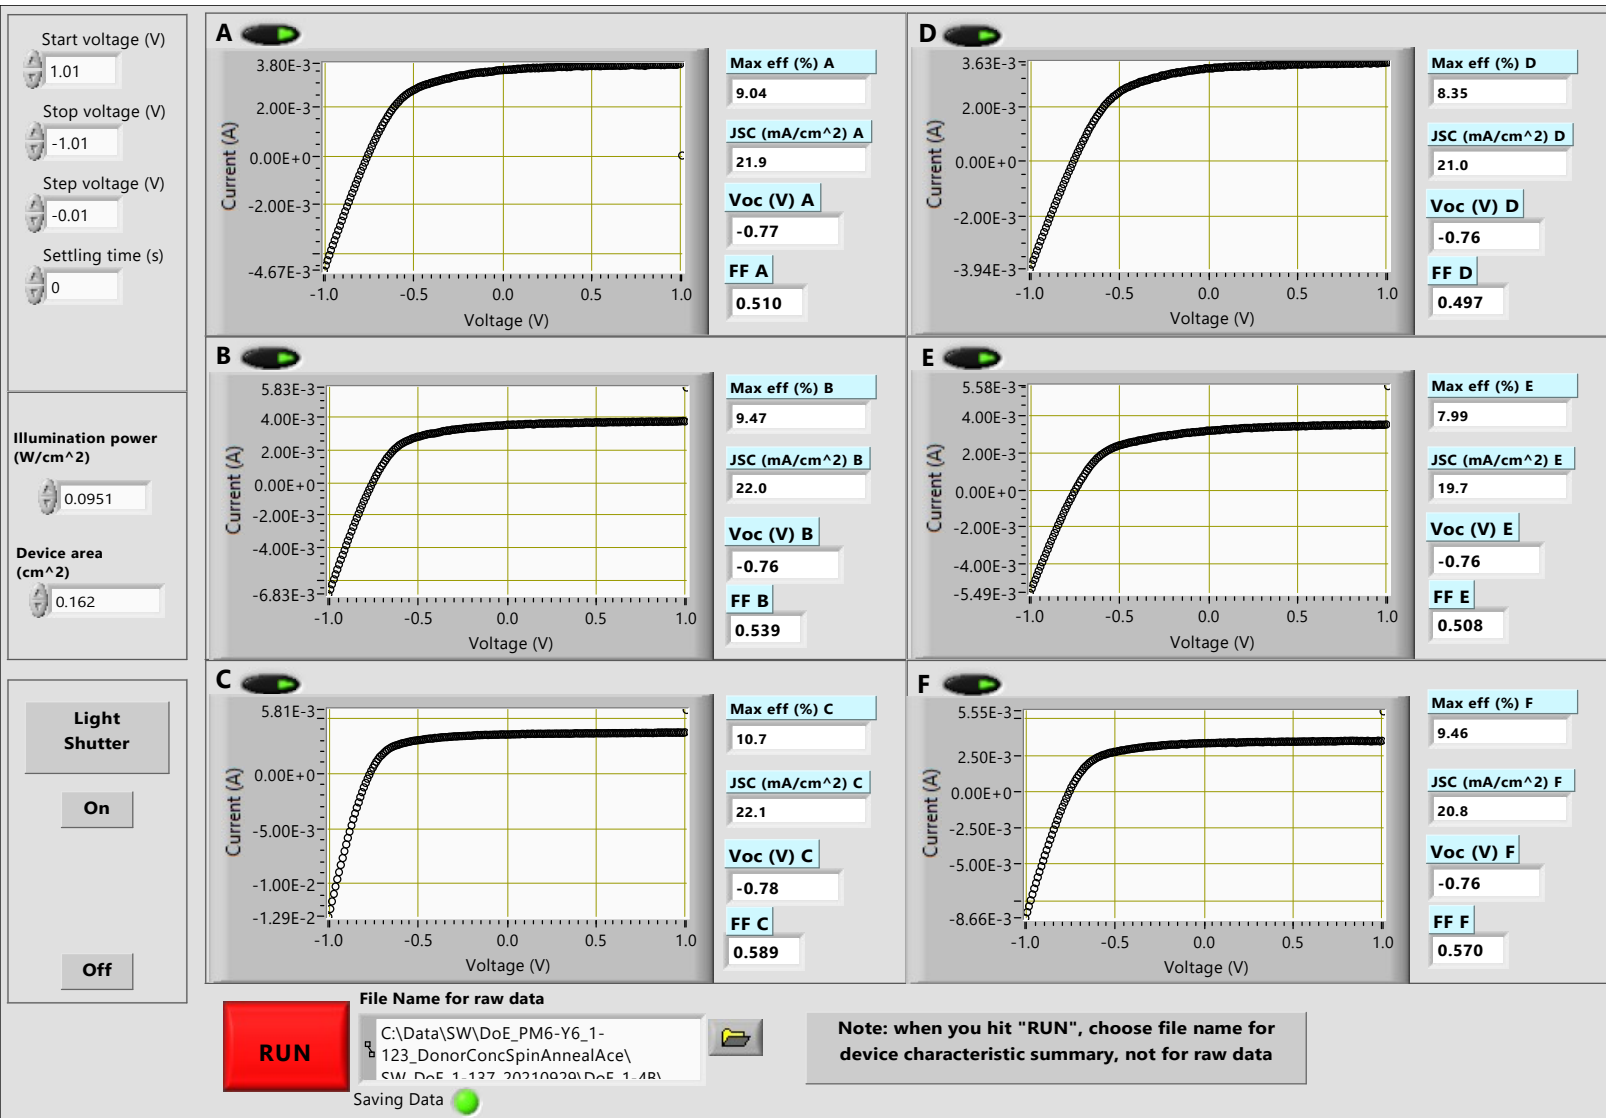 Start voltage (V)
1.01
Stop voltage (V)
-1.01
Step voltage (V)
-0.01
Settling time (s)
0
Illumination power
(W/cm^2)
0.0951
Device area
(cm^2)
0.162
Light
Shutter
On
Off
A
3.80E-3
2.00E-3
0.00E+0
-2.00E-3
-4.67E-3
Current (A)
-1.0 -0.5 0.0 0.5 1.0
Voltage (V)
Max eff (%) A
9.04
JSC (mA/cm^2) A
21.9
Voc (V) A
-0.77
FF A
0.510
B
5.83E-3
4.00E-3
2.00E-3
0.00E+0
-2.00E-3
-4.00E-3
-6.83E-3
Current (A)
-1.0 -0.5 0.0 0.5 1.0
Voltage (V)
Max eff (%) B
9.47
JSC (mA/cm^2) B
22.0
Voc (V) B
-0.76
FF B
0.539
C
5.81E-3
0.00E+0
-5.00E-3
-1.00E-2
-1.29E-2
Current (A)
-1.0 -0.5 0.0 0.5 1.0
Voltage (V)
Max eff (%) C
10.7
JSC (mA/cm^2) C
22.1
Voc (V) C
-0.78
FF C
0.589
D
3.63E-3
2.00E-3
0.00E+0
-2.00E-3
-3.94E-3
Current (A)
-1.0 -0.5 0.0 0.5 1.0
Voltage (V)
Max eff (%) D
8.35
JSC (mA/cm^2) D
21.0
Voc (V) D
-0.76
FF D
0.497
E
5.58E-3
4.00E-3
2.00E-3
0.00E+0
-2.00E-3
-4.00E-3
-5.49E-3
Current (A)
-1.0 -0.5 0.0 0.5 1.0
Voltage (V)
Max eff (%) E
7.99
JSC (mA/cm^2) E
19.7
Voc (V) E
-0.76
FF E
0.508
F
5.55E-3
2.50E-3
0.00E+0
-2.50E-3
-5.00E-3
-8.66E-3
Current (A)
-1.0 -0.5 0.0 0.5 1.0
Voltage (V)
Max eff (%) F
9.46
JSC (mA/cm^2) F
20.8
Voc (V) F
-0.76
FF F
0.570
RUN
File Name for raw data
C:\Data\SW\DoE_PM6-Y6_1-
123_DonorConcSpinAnnealAce\
SW_DoE_1-137_20210929\DoE_1-4B\
Saving Data
Note: when you hit "RUN", choose file name for
device characteristic summary, not for raw data